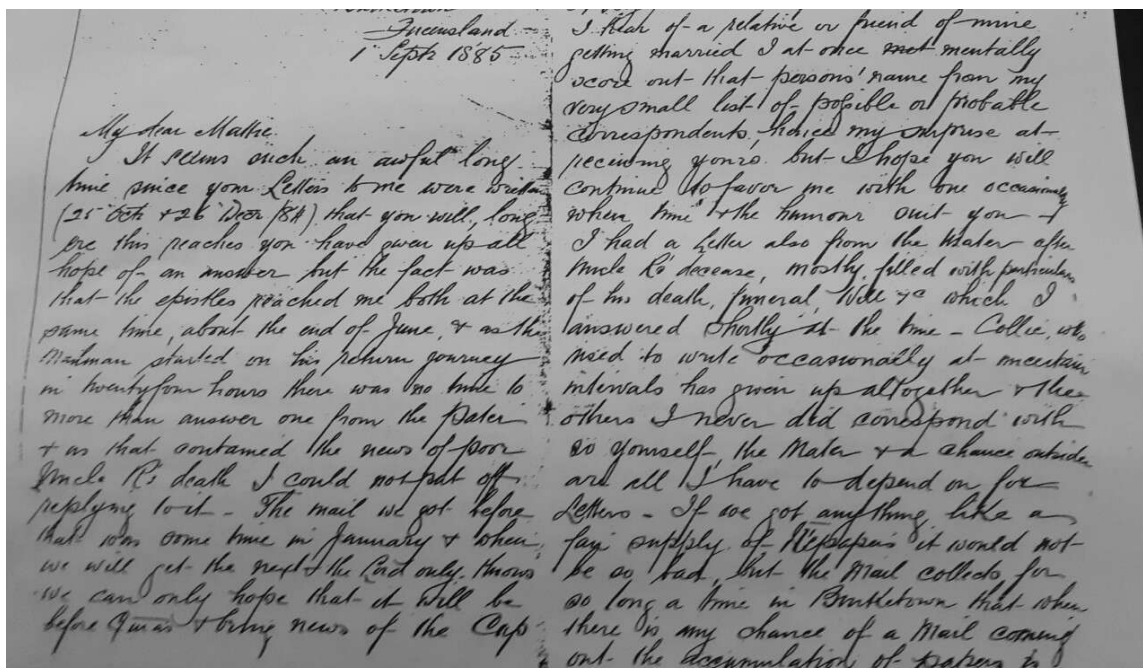 Queensland
1 Septr 1885
My dear Mattie
It seems such an awful long
time since your Letters to me were written
(25 Oct + 26 Decr /84) that you will, long
ere this reaches you have given up all
hope of an answer but the fact was
that the epistles reached me both at the
same time, about the end of June, & as the
Mailman started on his return journey
in twentyfour hours there was no time to
more than answer one from the Pater
+ as that contained the news of poor
Uncle R's death I could not put off
replying to it - The mail we got before
that was some time in January & when
we will get the next the Lord only knows
we can only hope that it will be
before Xmas & bring news of the Cup
I hear of a relative or friend of mine
getting married I at once mentally
score out that persons' name from my
very small list of possible or probable
correspondents, hence my surprise at
receiving yours but I hope you will
continue to favor me with one occasionally
when time & the humour suit you -
I had a Letter also from the Mater after
Uncle R's decease, mostly filled with particulars
of his death, funeral, Will &c which I
answered shortly at the time - Collie, who
used to write occasionally at uncertain
intervals has given up altogether & the
others I never did correspond with
so yourself, the Mater & a chance outsider
are all I have to depend on for
Letters - If we got anything like a
fair supply of it would not
be so bad, but the Mail collects for
so long a time in Burketown that when
there is any chance of a Mail coming
out the accumulation of papers is